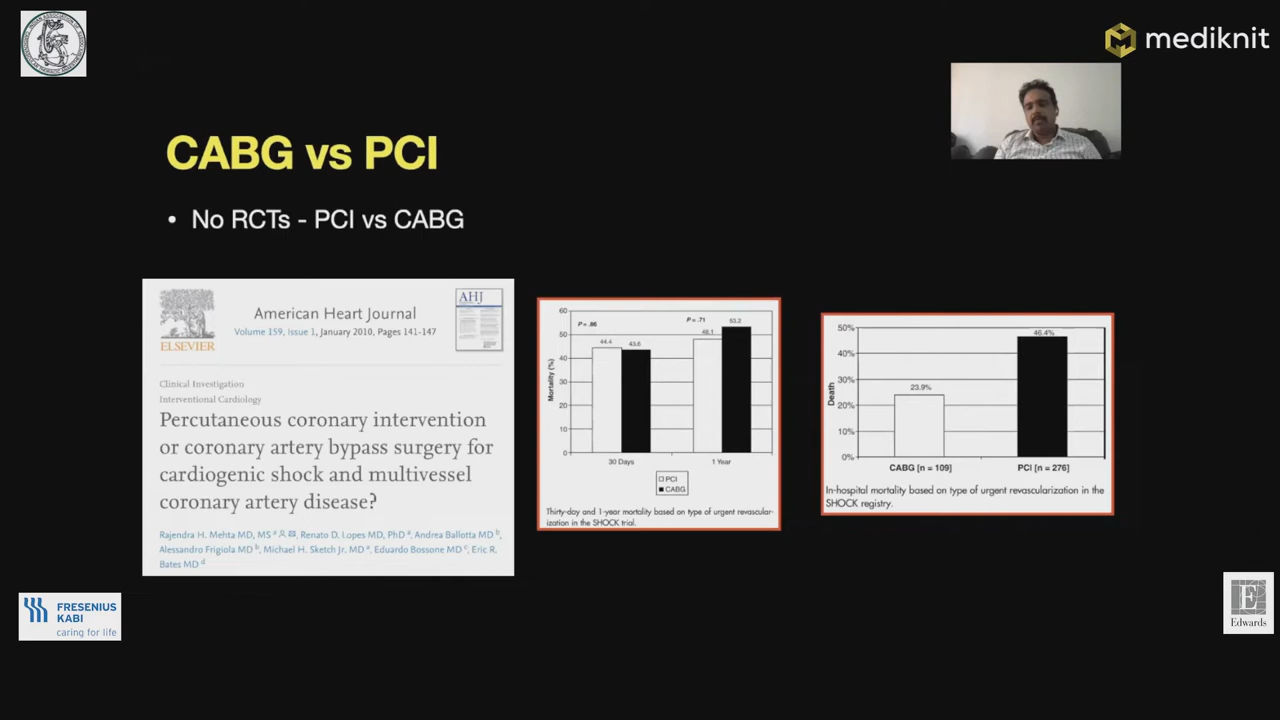 mediknit
CABG vs PCI
• No RCTs - PCI vs CABG
ELSEVIER
American Heart Journal
Volume 159, Issue 1, January 2010, Pages 141-147
AHJ
Clinical Investigation
Interventional Cardiology
Percutaneous coronary intervention
or coronary artery bypass surgery for
cardiogenic shock and multivessel
coronary artery disease?
Rajendra H. Mehta MD, MS a, Renato D. Lopes MD, PhD a, Andrea Ballotta MD b,
Alessandro Frigiola MD b, Michael H. Sketch Jr. MD a, Eduardo Bossone MD c, Eric R.
Bates MD d
Mortality (%)
60
50
40
30
20
10
0
P = .86
44.4
43.6
P = .71
48.1
53.2
30 Days
1 Year
PCI
CABG
Thirty-day and 1-year mortality based on type of urgent revascular-
ization in the SHOCK trial.
Death
50%
40%
30%
20%
10%
0%
23.9%
46.4%
CABG [n = 109)
PCI [n = 276)
In-hospital mortality based on type of urgent revascularization in the
SHOCK registry.
FRESENIUS
KABI
caring for life
Edwards